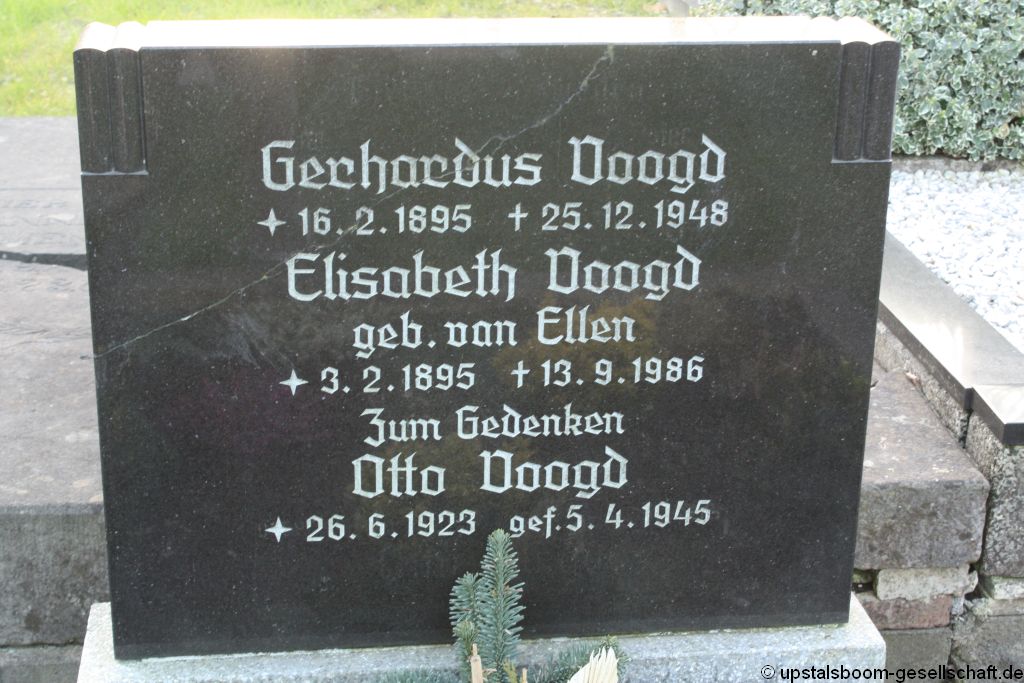 Gerhardus Voogd
16. 2. 1895 † 25. 12. 1948
Elisabeth Voogd
geb. van Ellen
3. 2. 1895 † 13. 9. 1986
Zum Gedenken
Otto Voogd
26. 6. 1923 gef. 5. 4. 1945
© upstalsboom-gesellschaft.de